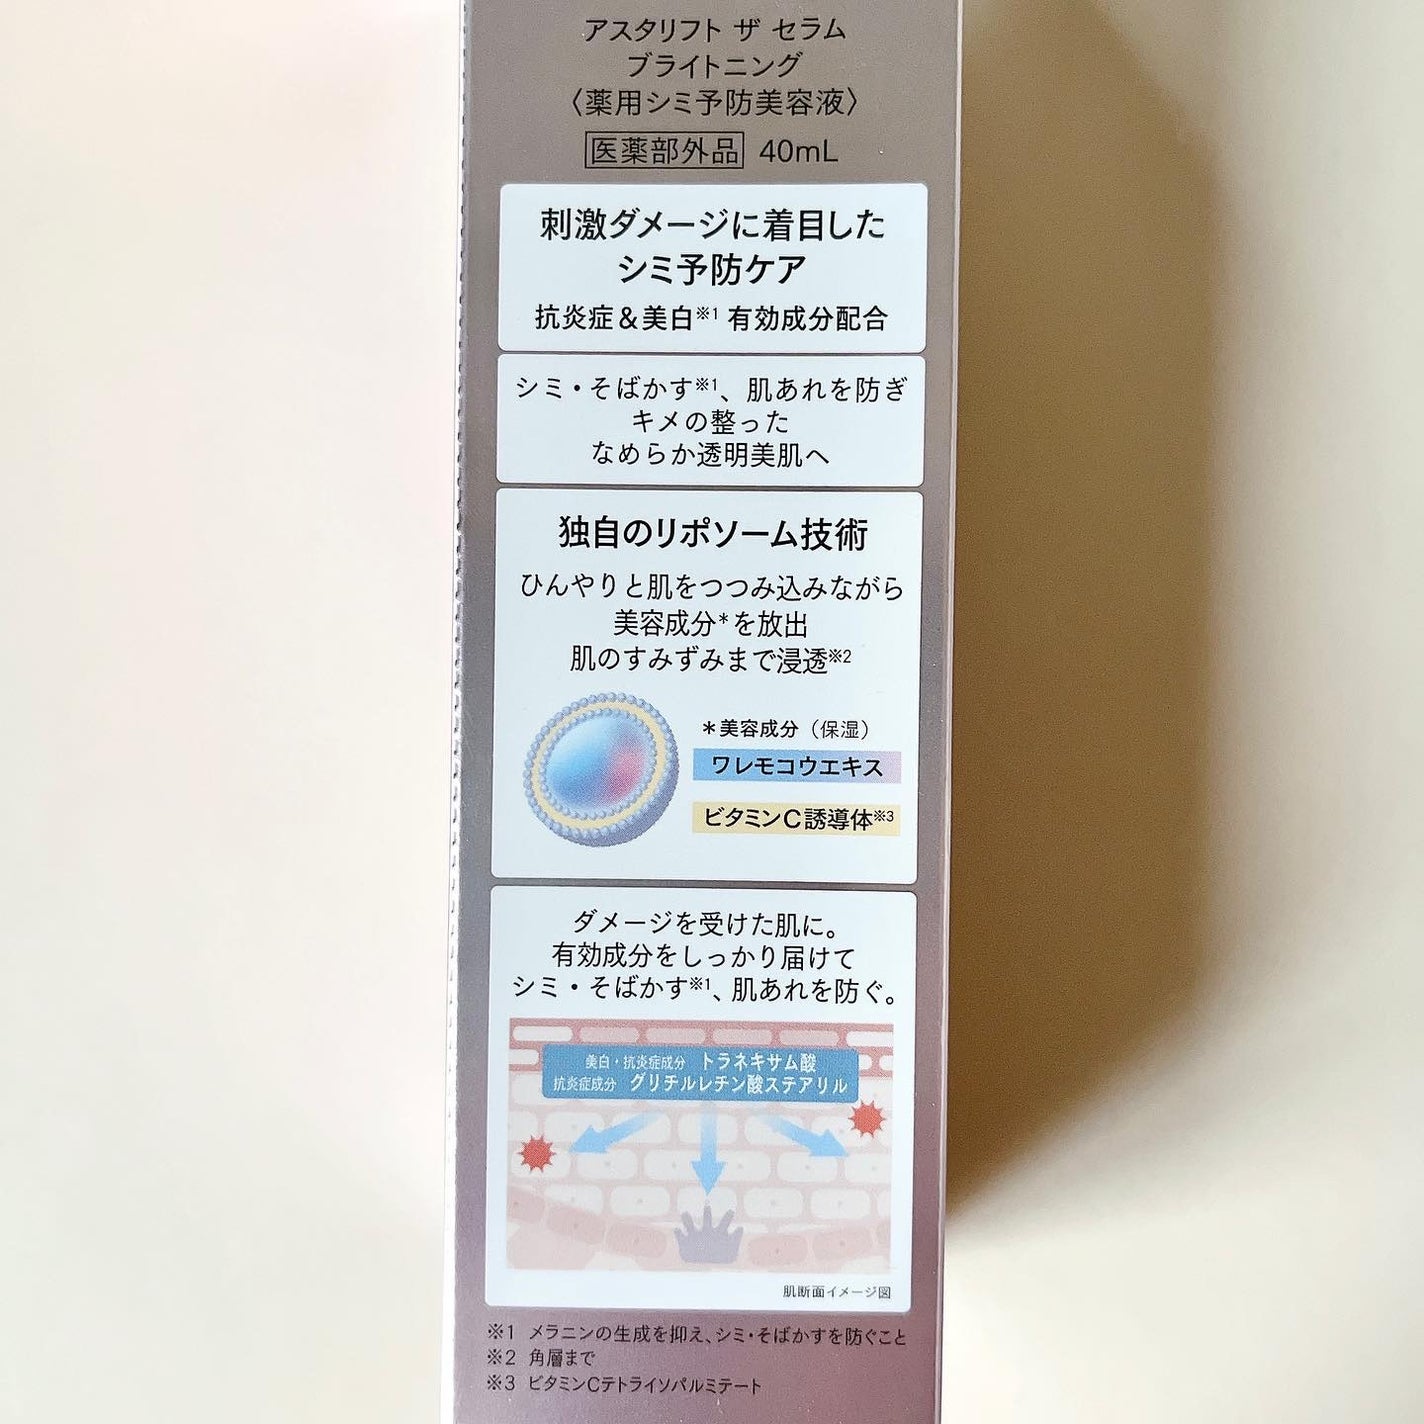 アスタリフト ザ セラム
ブライトニング
〈薬用シミ予防美容液〉
医薬部外品 40mL
刺激ダメージに着目した
シミ予防ケア
抗炎症&美白※1 有効成分配合
シミ・そばかす※1、肌あれを防ぎ
キメの整った
なめらか透明美肌へ
独自のリポソーム技術
ひんやりと肌をつつみ込みながら
美容成分*を放出
肌のすみずみまで浸透※2
*美容成分（保湿）
ワレモコウエキス
ビタミンC誘導体※3
ダメージを受けた肌に。
有効成分をしっかり届けて
シミ・そばかす※1、肌あれを防ぐ。
美白・抗炎症成分 トラネキサム酸
抗炎症成分 グリチルレチン酸ステアリル
肌断面イメージ図
※1 メラニンの生成を抑え、シミ・そばかすを防ぐこと
※2 角層まで
※3 ビタミンCテトライソパルミテート